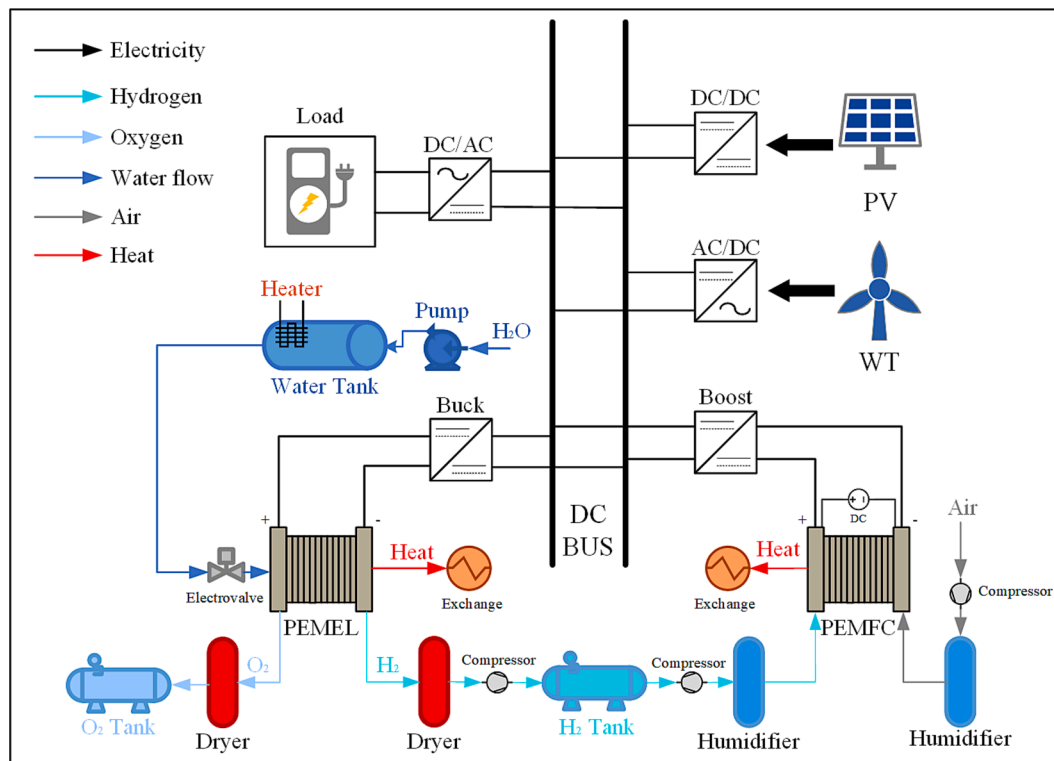 Electricity
Hydrogen
Oxygen
Water flow
Air
Heat
Load
DC/AC
DC/DC
PV
AC/DC
WT
Heater
Pump
H₂O
Water Tank
Buck
Boost
DC
BUS
+
-
Heat
Electrovalve
Exchange
PEMEL
+
-
DC
Heat
Exchange
PEMFC
Air
Compressor
O₂
O₂ Tank
Dryer
H₂
Dryer
Compressor
H₂ Tank
Compressor
Humidifier
Humidifier